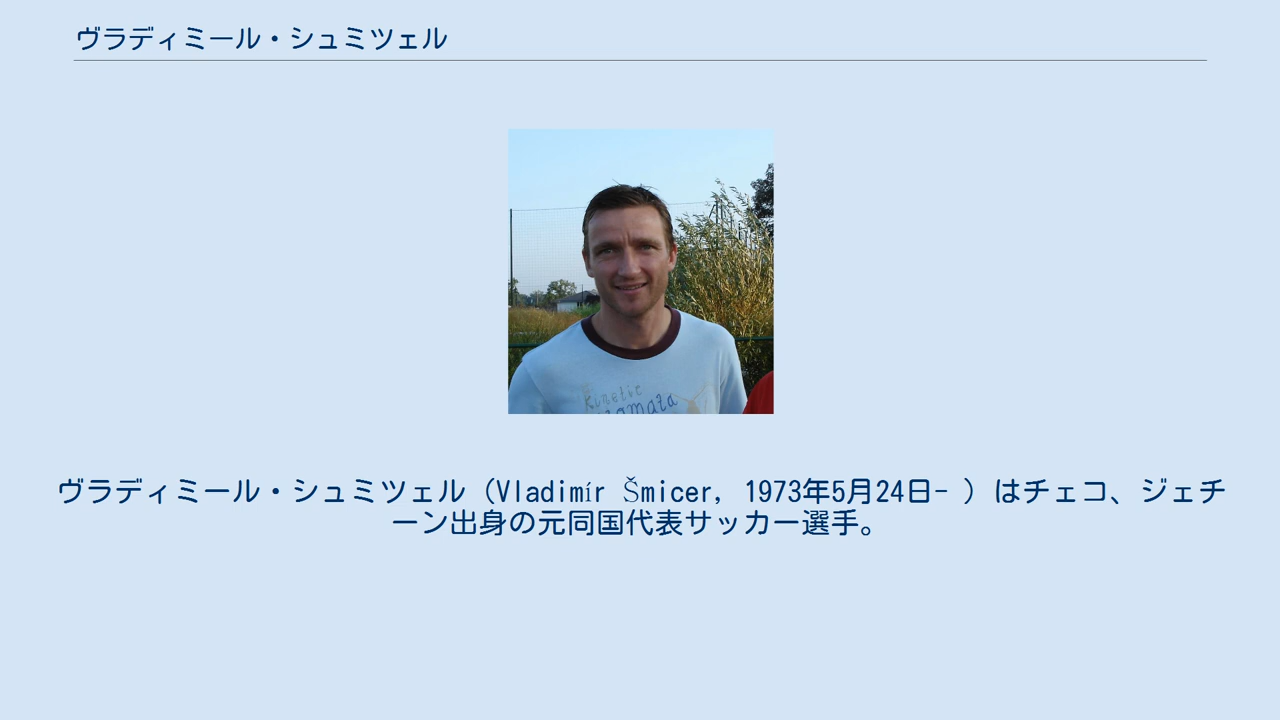 ヴラディミール・シュミツェル
Kinetic
ヴラディミール・シュミツェル（Vladimír Šmicer, 1973年5月24日- ）はチェコ、ジェチ
ーン出身の元同国代表サッカー選手。